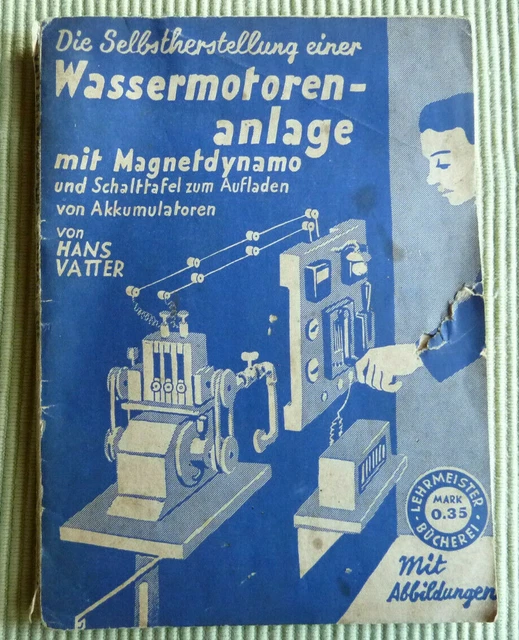 Die Selbstherstellung einer
Wassermotoren-
anlage
mit Magnetdynamo
und Schalttafel zum Aufladen
von Akkumulatoren
von
HANS
VATTER
LEHRMEISTER
MARK
0.35
BÜCHEREI
Mit
Abbildungen